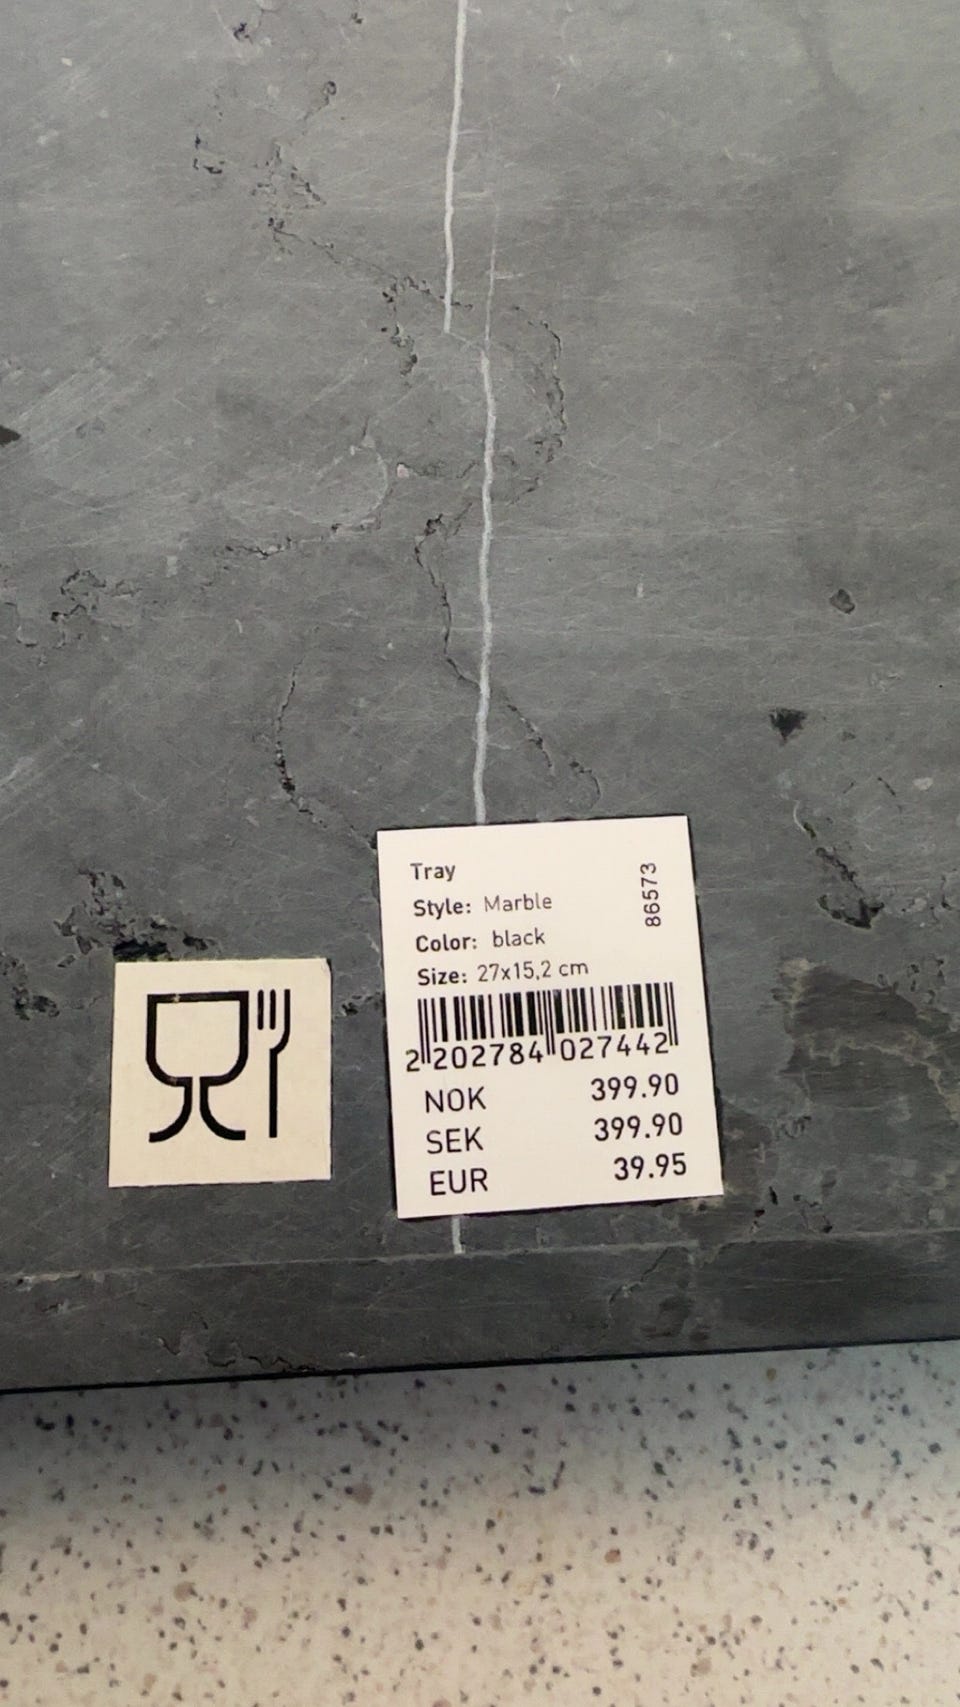 Tray
86573
Style: Marble
Color: black
Size: 27x15,2 cm
2 202784 027442
NOK 399.90
SEK 399.90
EUR 39.95